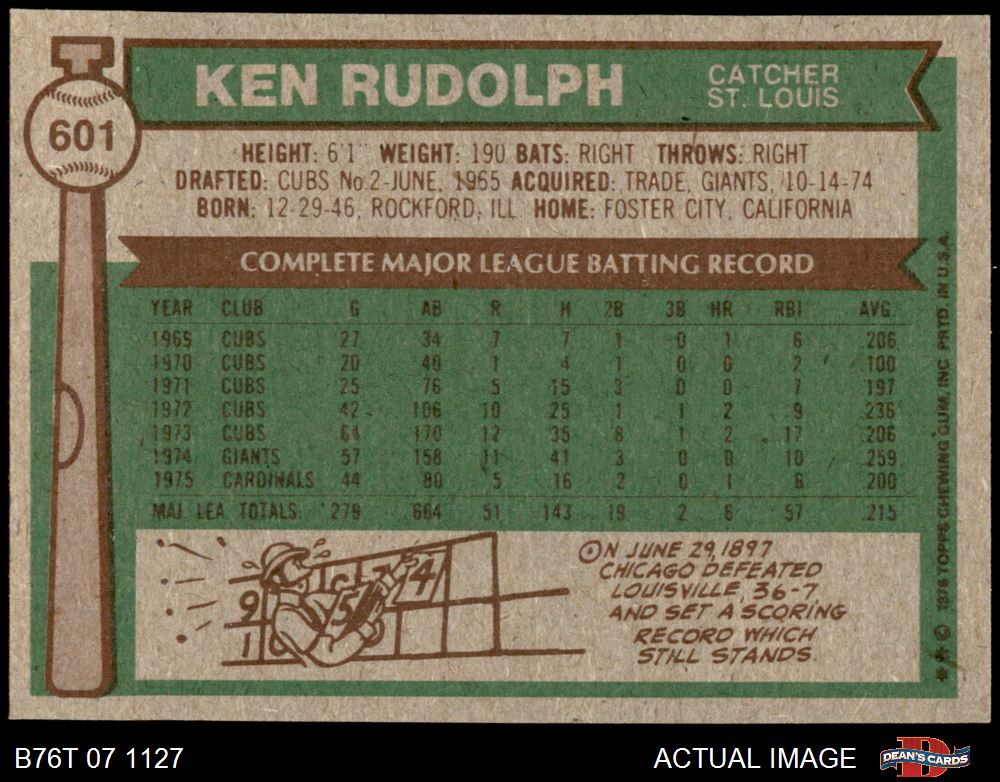 KEN RUDOLPH
CATCHER
ST. LOUIS
601
HEIGHT: 6'1" WEIGHT: 190 BATS: RIGHT THROWS: RIGHT
DRAFTED: CUBS No.2-JUNE, 1965 ACQUIRED: TRADE, GIANTS, 10-14-74
BORN: 12-29-46, ROCKFORD, ILL HOME: FOSTER CITY, CALIFORNIA
COMPLETE MAJOR LEAGUE BATTING RECORD
YEAR CLUB G AB R H 2B 3B HR RBI AVG.
1969 CUBS 27 34 7 7 1 0 1 6 .206
1970 CUBS 20 40 1 4 1 0 0 2 .100
1971 CUBS 25 76 5 15 3 0 0 7 .197
1972 CUBS 42 106 10 25 1 1 2 9 .236
1973 CUBS 64 170 12 35 8 1 2 17 .206
1974 GIANTS 57 158 11 41 3 0 0 10 .259
1975 CARDINALS 44 80 5 16 2 0 1 6 .200
MAJ. LEA. TOTALS 279 664 51 143 19 2 6 57 .215
9
1
5
4
ON JUNE 29, 1897
CHICAGO DEFEATED
LOUISVILLE, 36-7
AND SET A SCORING
RECORD WHICH
STILL STANDS.
** © 1976 TOPPS CHEWING GUM, INC. PRTD. IN U.S.A.
B76T 07 1127
ACTUAL IMAGE
DEAN'S CARDS